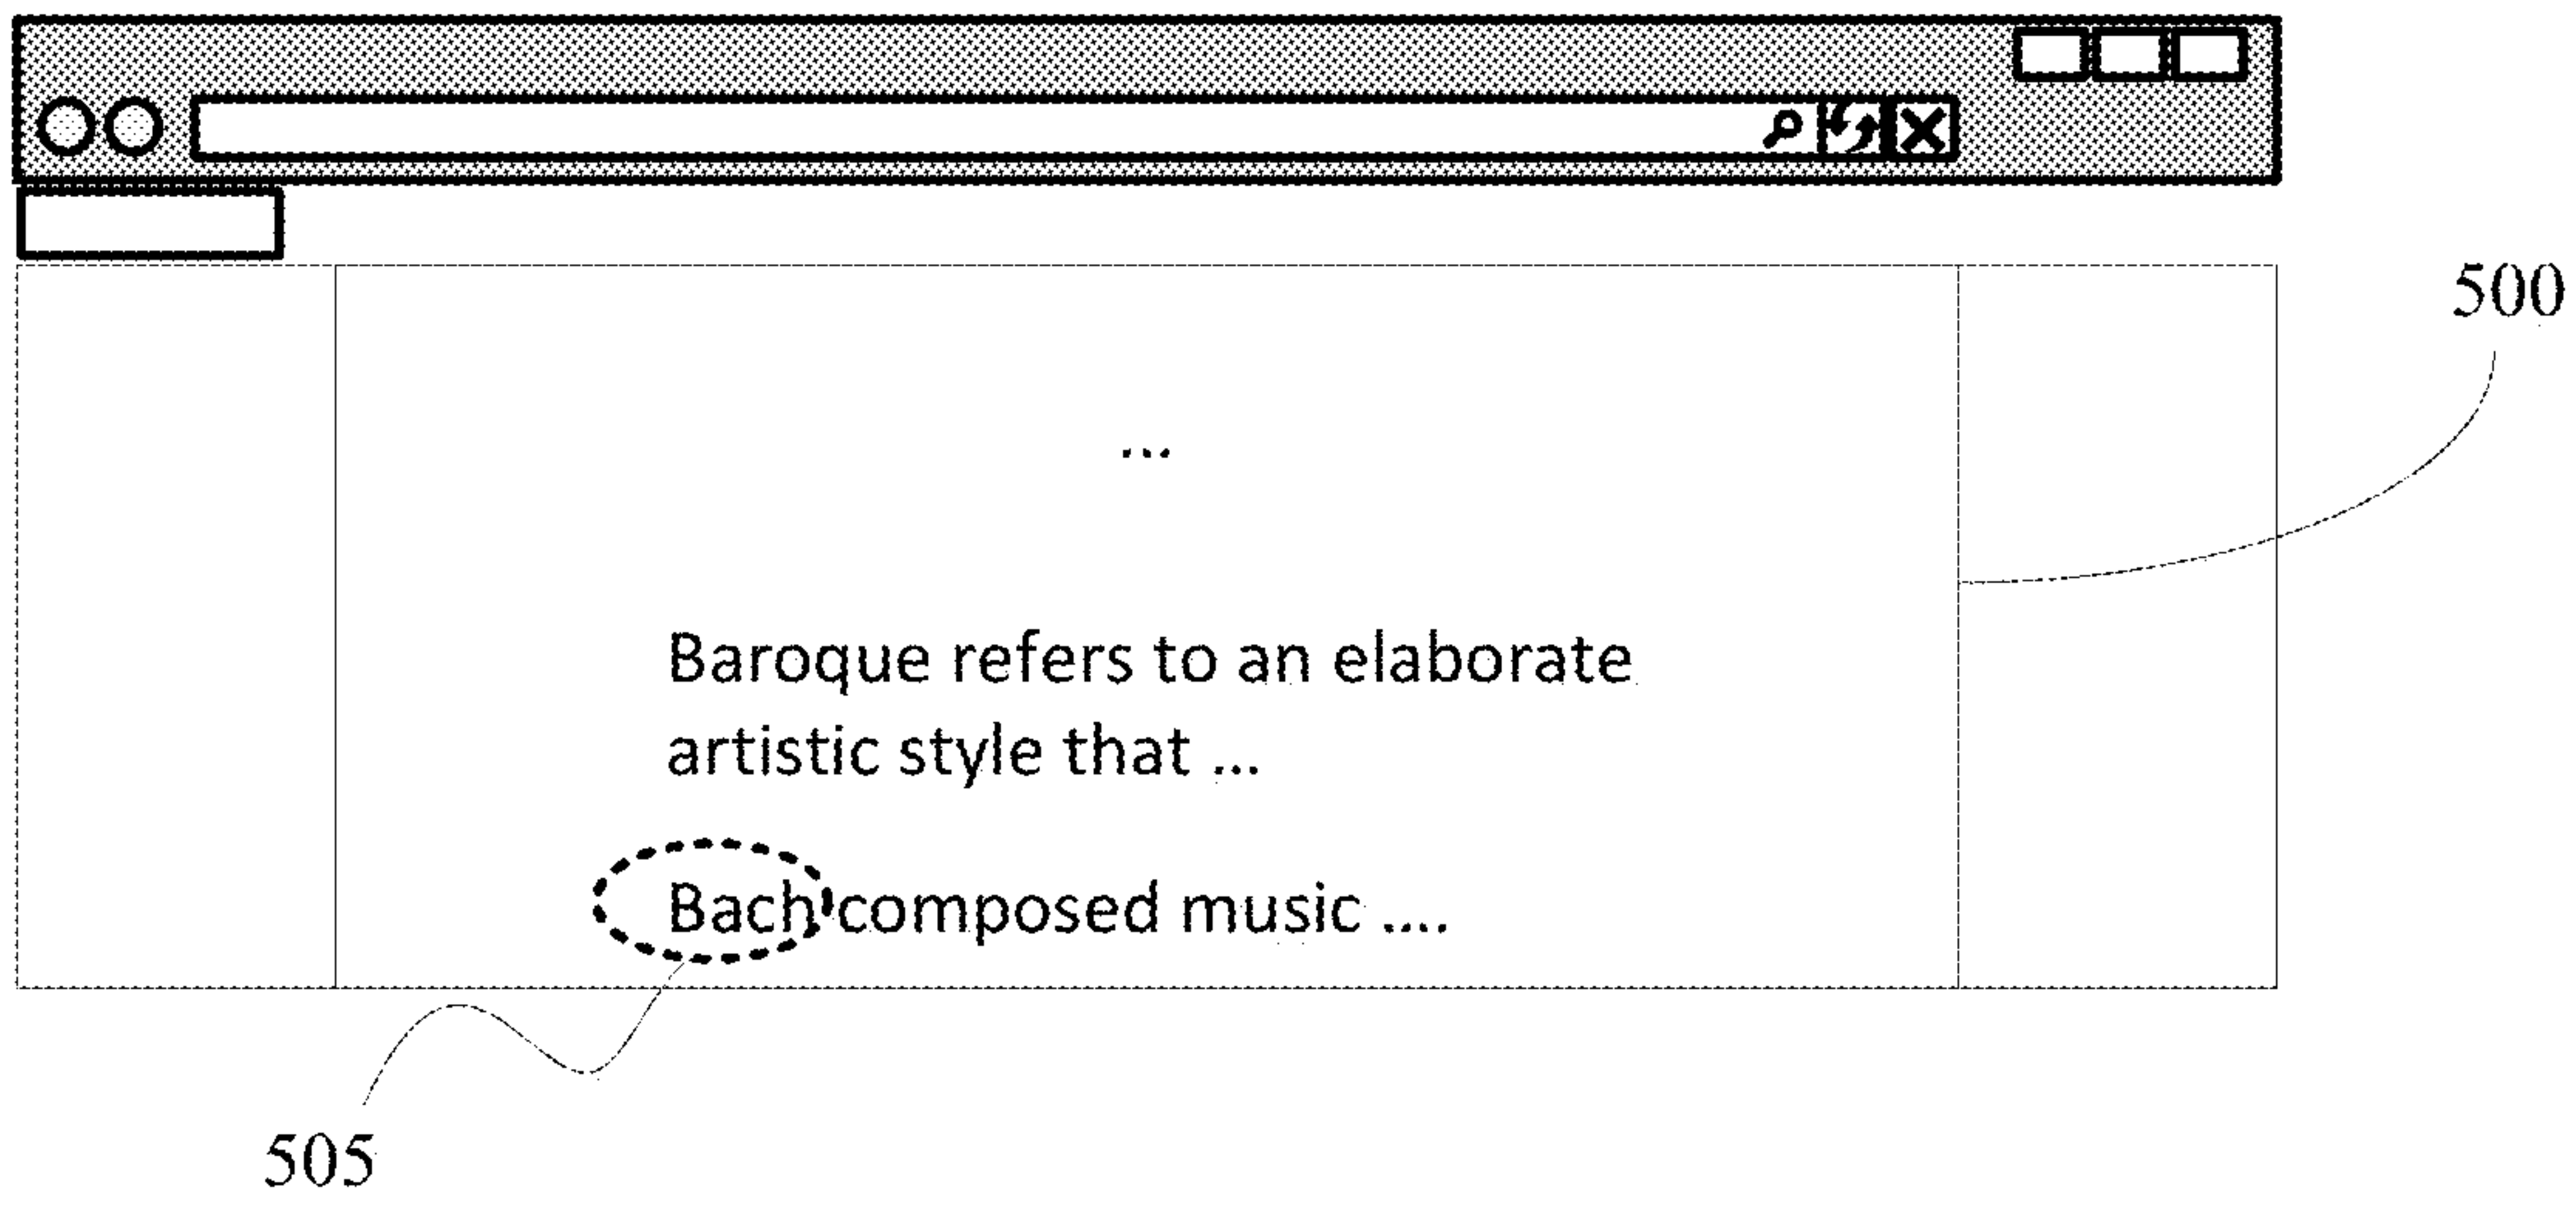 500
...
Baroque refers to an elaborate
artistic style that ...
Bach composed music ....
505